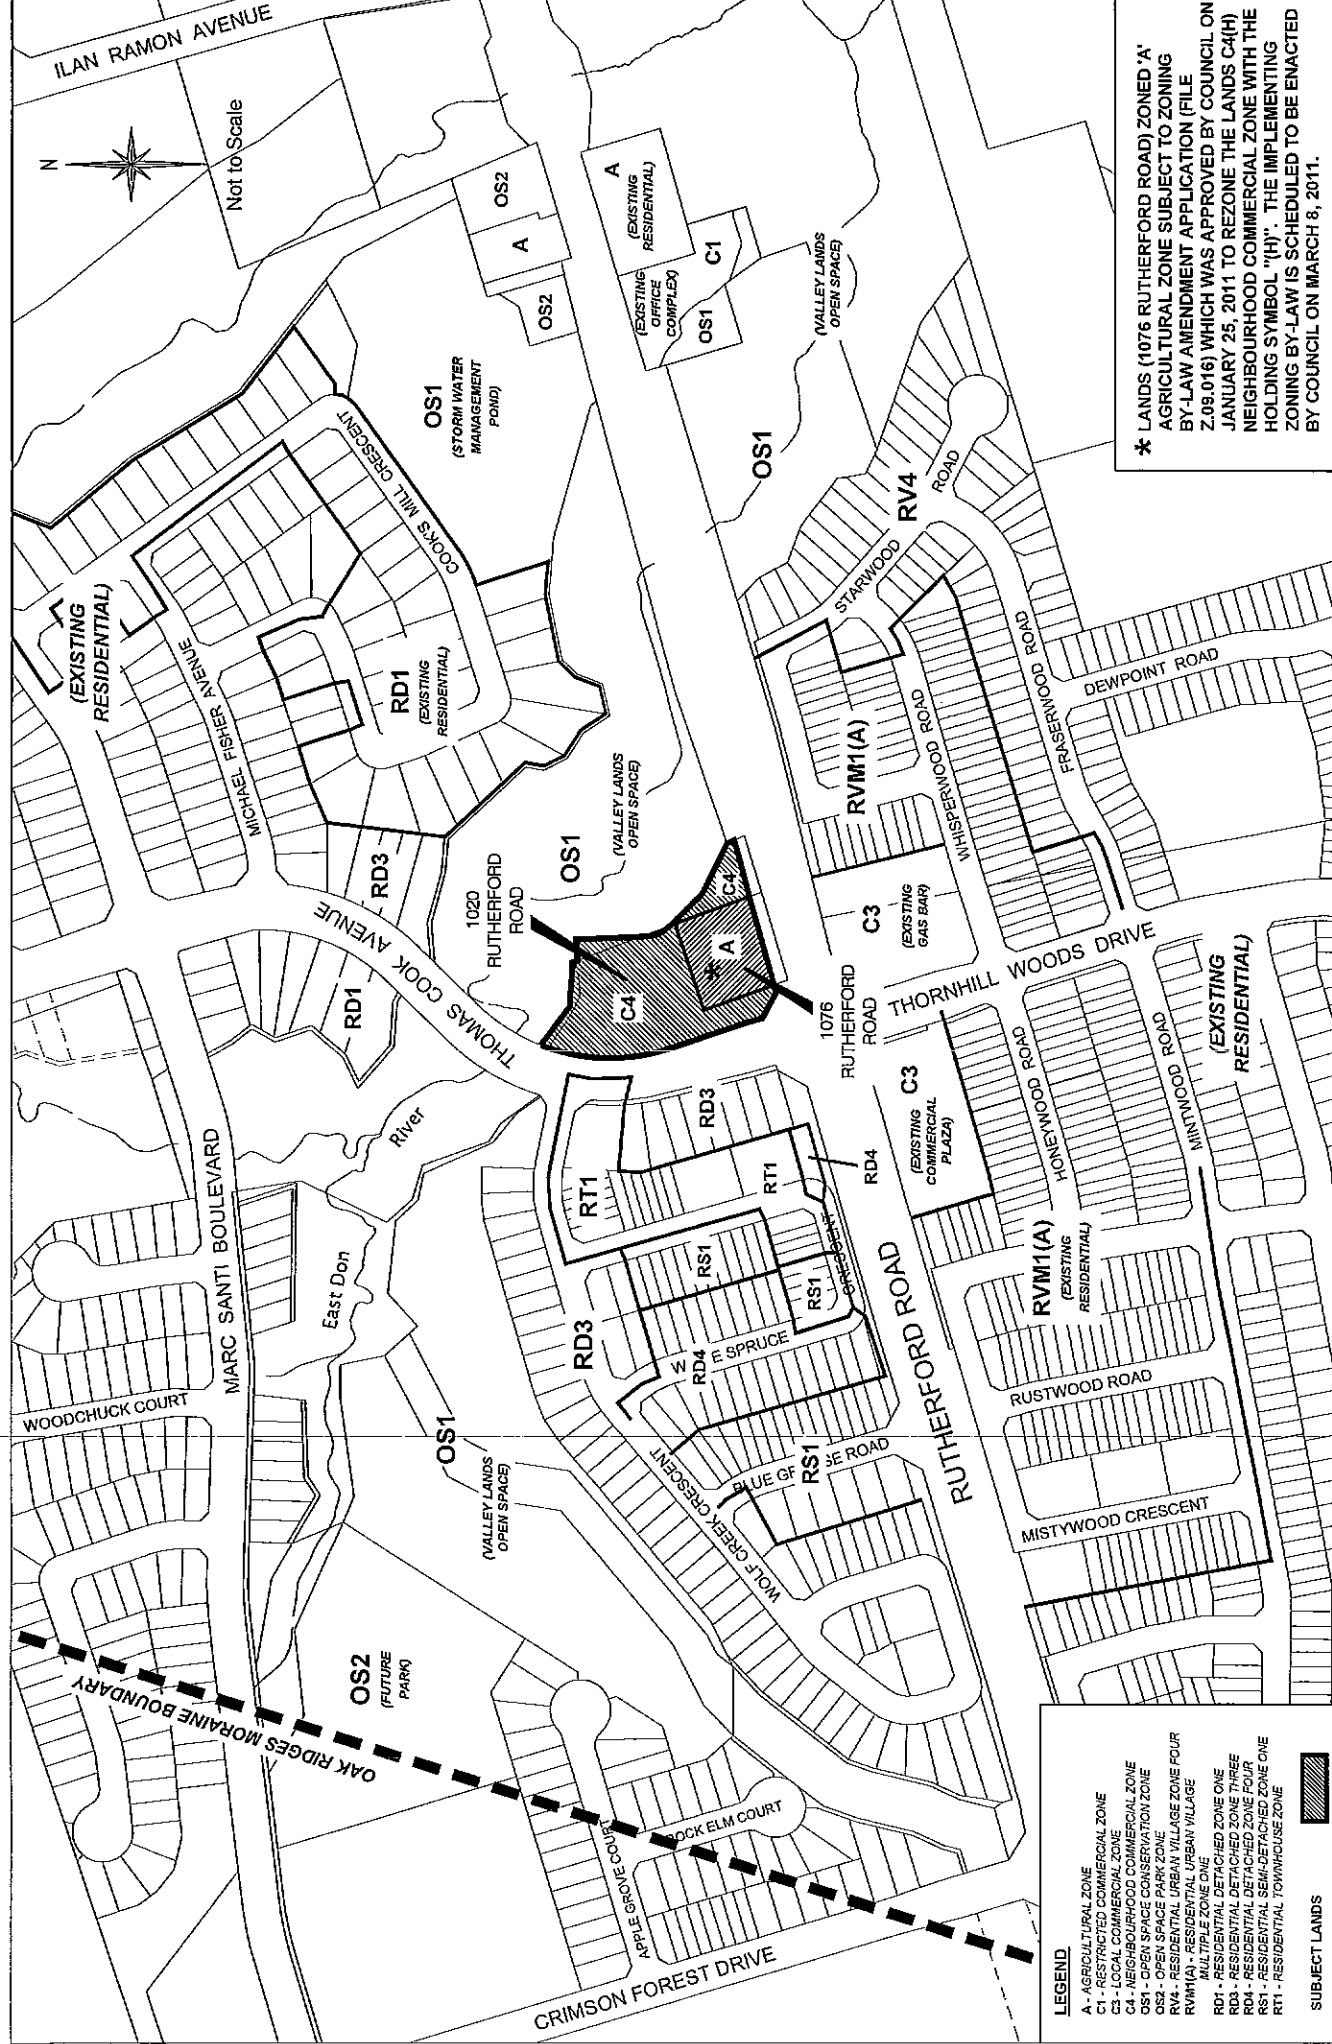 ILAN RAMON AVENUE
N
Not to Scale
(EXISTING
RESIDENTIAL)
MICHAEL FISHER AVENUE
COOK'S MILL CRESCENT
RD1
(EXISTING
RESIDENTIAL)
OS1
(STORM WATER
MANAGEMENT
POND)
OS2
A
OS2
A
(EXISTING
RESIDENTIAL)
(EXISTING
OFFICE
COMPLEX)
C1
OS1
(VALLEY LANDS
OPEN SPACE)
OS1
RD3
RD1
THOMAS COOK AVENUE
1020
RUTHERFORD
ROAD
OS1
(VALLEY LANDS
OPEN SPACE)
C4
C4
* A
1076
RUTHERFORD
ROAD
STARWOOD
ROAD
RV4
RVM1(A)
WHISPERWOOD ROAD
FRASERWOOD ROAD
DEWPOINT ROAD
C3
(EXISTING
GAS BAR)
THORNHILL WOODS DRIVE
C3
(EXISTING
COMMERCIAL
PLAZA)
HONEYWOOD ROAD
MINTWOOD ROAD
(EXISTING
RESIDENTIAL)
MARC SANTI BOULEVARD
WOODCHUCK COURT
East Don
River
RD3
RT1
RT1
RD4
RS1
RS1
CRESCENT
RD3
RD4
W E SPRUCE
RS1
BLUE GR SE ROAD
WOLF CREEK CRESCENT
RUTHERFORD ROAD
RVM1(A)
(EXISTING
RESIDENTIAL)
RUSTWOOD ROAD
MISTYWOOD CRESCENT
OS1
(VALLEY LANDS
OPEN SPACE)
OS2
(FUTURE
PARK)
OAK RIDGES MORAINE BOUNDARY
APPLE GROVE COURT
ROCK ELM COURT
CRIMSON FOREST DRIVE
* LANDS (1076 RUTHERFORD ROAD) ZONED 'A'
AGRICULTURAL ZONE SUBJECT TO ZONING
BY-LAW AMENDMENT APPLICATION (FILE
Z.09.016) WHICH WAS APPROVED BY COUNCIL ON
JANUARY 25, 2011 TO REZONE THE LANDS C4(H)
NEIGHBOURHOOD COMMERCIAL ZONE WITH THE
HOLDING SYMBOL "(H)". THE IMPLEMENTING
ZONING BY-LAW IS SCHEDULED TO BE ENACTED
BY COUNCIL ON MARCH 8, 2011.
LEGEND
A - AGRICULTURAL ZONE
C1 - RESTRICTED COMMERCIAL ZONE
C3 - LOCAL COMMERCIAL ZONE
C4 - NEIGHBOURHOOD COMMERCIAL ZONE
OS1 - OPEN SPACE CONSERVATION ZONE
OS2 - OPEN SPACE PARK ZONE
RV4 - RESIDENTIAL URBAN VILLAGE ZONE FOUR
RVM1(A) - RESIDENTIAL URBAN VILLAGE
MULTIPLE ZONE ONE
RD1 - RESIDENTIAL DETACHED ZONE ONE
RD3 - RESIDENTIAL DETACHED ZONE THREE
RD4 - RESIDENTIAL DETACHED ZONE FOUR
RS1 - RESIDENTIAL SEMI-DETACHED ZONE ONE
RT1 - RESIDENTIAL TOWNHOUSE ZONE
SUBJECT LANDS